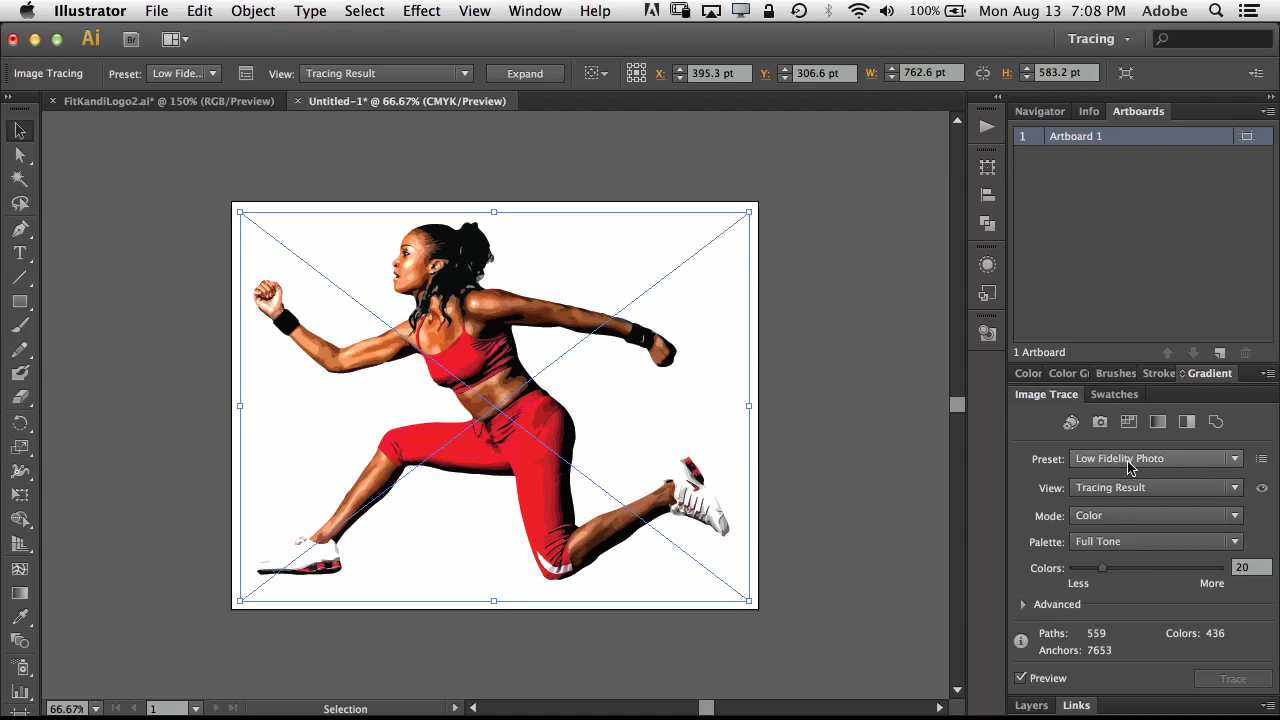 Illustrator File Edit Object Type Select Effect View Window Help 100% Mon Aug 13 7:08 PM Adobe
Ai Br Tracing
Image Tracing Preset: Low Fide... View: Tracing Result Expand X: 395.3 pt Y: 306.6 pt W: 762.6 pt H: 583.2 pt
FitKandiLogo2.ai* @ 150% (RGB/Preview) Untitled-1* @ 66.67% (CMYK/Preview)
Navigator Info Artboards
1 Artboard 1
1 Artboard
Color Color G Brushes Stroke Gradient
Image Trace Swatches
Preset: Low Fidelity Photo
View: Tracing Result
Mode: Color
Palette: Full Tone
Colors: 20
Less More
Advanced
Paths: 559 Colors: 436
Anchors: 7653
Preview Trace
Layers Links
66.67% 1 Selection